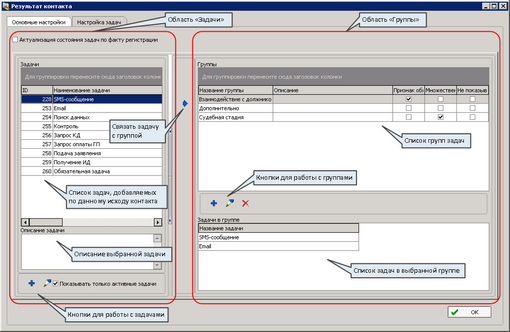 Результат контакта
Основные настройки
Настройка задач
Область «Задачи»
Область «Группы»
Актуализация состояния задач по факту регистрации
Задачи
Для группировки перенесите сюда заголовок колонки
ID
Наименование задачи
228 SMS-сообщение
253 Email
254 Поиск данных
255 Контроль
256 Запрос КД
257 Запрос оплаты ГП
258 Подача заявления
259 Получение ИД
260 Обязательная задача
Список задач, добавляемых
по данному исходу контакта
Описание задачи
Описание выбранной задачи
Показывать только активные задачи
Кнопки для работы с задачами
Связать задачу
с группой
Группы
Для группировки перенесите сюда заголовок колонки
Название группы
Описание
Признак об
Множествен
Не показыв
Взаимодействие с должнико
Дополнительно
Судебная стадия
Список групп задач
Кнопки для работы с группами
Задачи в группе
Название задачи
SMS-сообщение
Email
Список задач в выбранной группе
OK